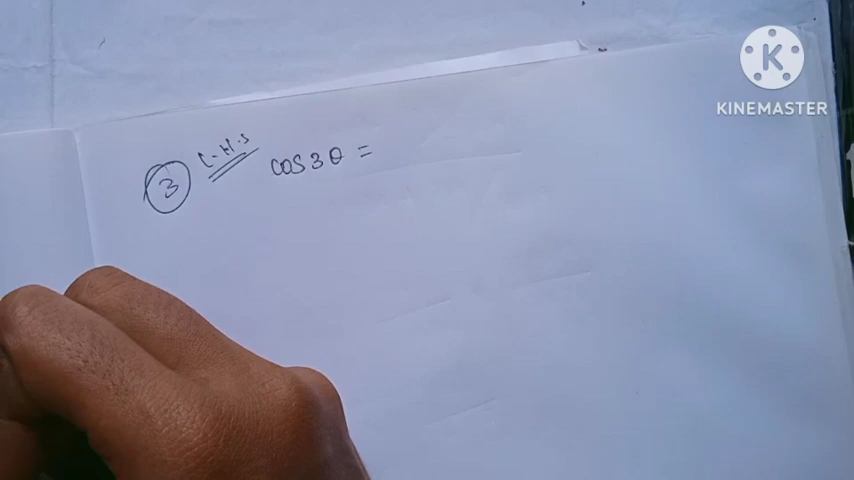 ③ L.H.S cos3θ =
K
KINEMASTER